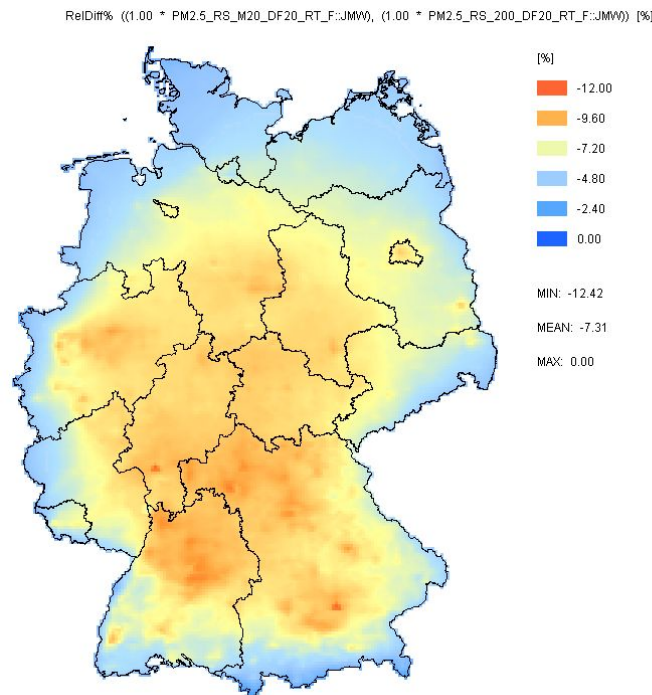 RelDiff% ((1.00 * PM2.5_RS_M20_DF20_RT_F::JMW), (1.00 * PM2.5_RS_200_DF20_RT_F::JMW)) [%]
[%]
-12.00
-9.60
-7.20
-4.80
-2.40
0.00
MIN: -12.42
MEAN: -7.31
MAX: 0.00